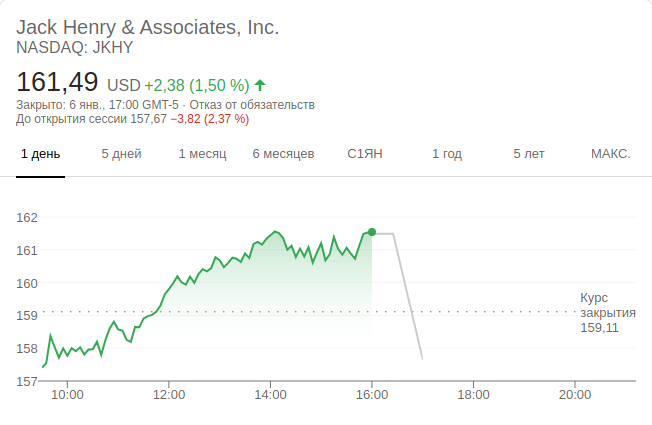 Jack Henry & Associates, Inc.
NASDAQ: JKHY
161,49 USD +2,38 (1,50 %)
Закрыто: 6 янв., 17:00 GMT-5 · Отказ от обязательств
До открытия сессии 157,67 −3,82 (2,37 %)
1 день 5 дней 1 месяц 6 месяцев С1ЯН 1 год 5 лет МАКС.
162
161
160
159
158
157
Курс
закрытия
159,11
10:00 12:00 14:00 16:00 18:00 20:00